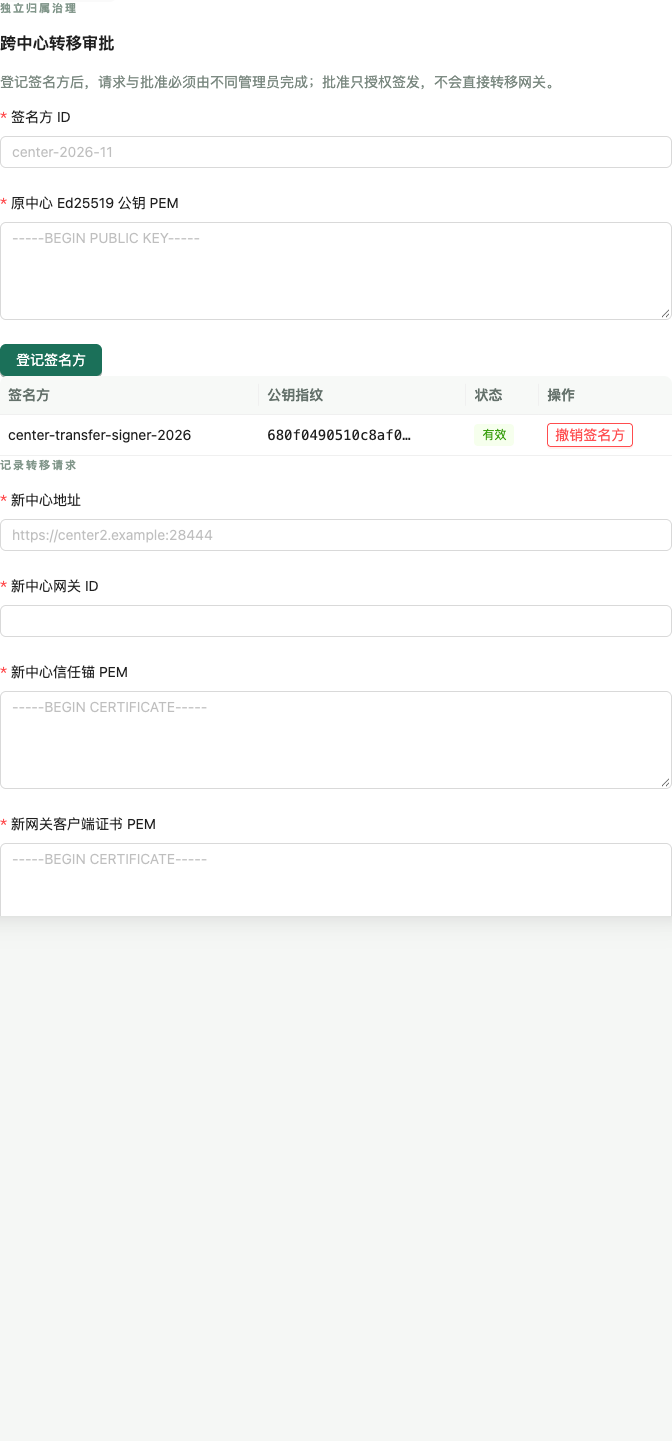 独立归属治理
跨中心转移审批
登记签名方后，请求与批准必须由不同管理员完成；批准只授权签发，不会直接转移网关。
* 签名方 ID
center-2026-11
* 原中心 Ed25519 公钥 PEM
-----BEGIN PUBLIC KEY-----
登记签名方
签名方 公钥指纹 状态 操作
center-transfer-signer-2026 680f0490510c8af0… 有效 撤销签名方
记录转移请求
* 新中心地址
https://center2.example:28444
* 新中心网关 ID
* 新中心信任锚 PEM
-----BEGIN CERTIFICATE-----
* 新网关客户端证书 PEM
-----BEGIN CERTIFICATE-----